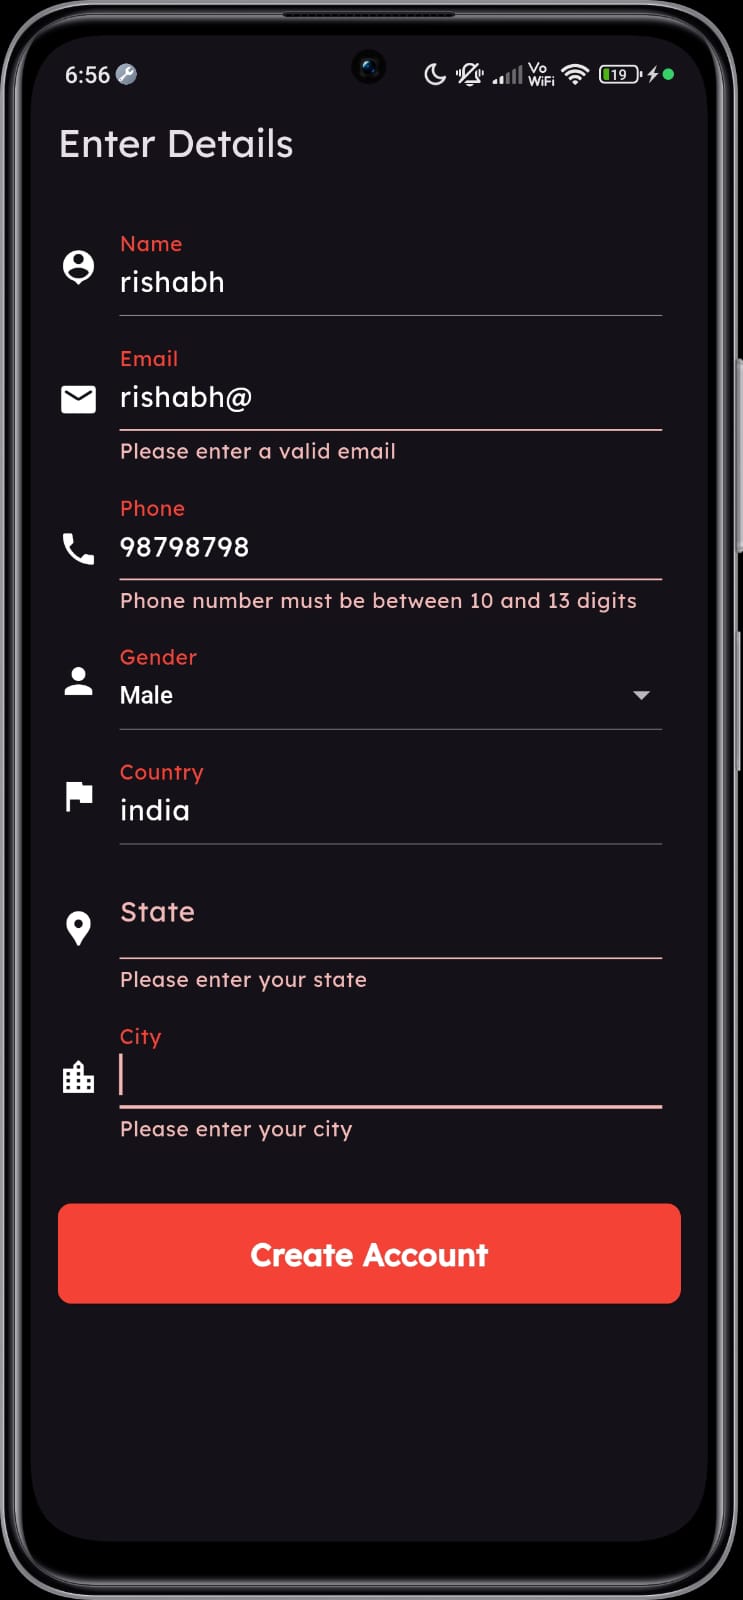 6:56
Vo
WiFi
19
Enter Details
Name
rishabh
Email
rishabh@
Please enter a valid email
Phone
98798798
Phone number must be between 10 and 13 digits
Gender
Male
Country
india
State
Please enter your state
City
Please enter your city
Create Account